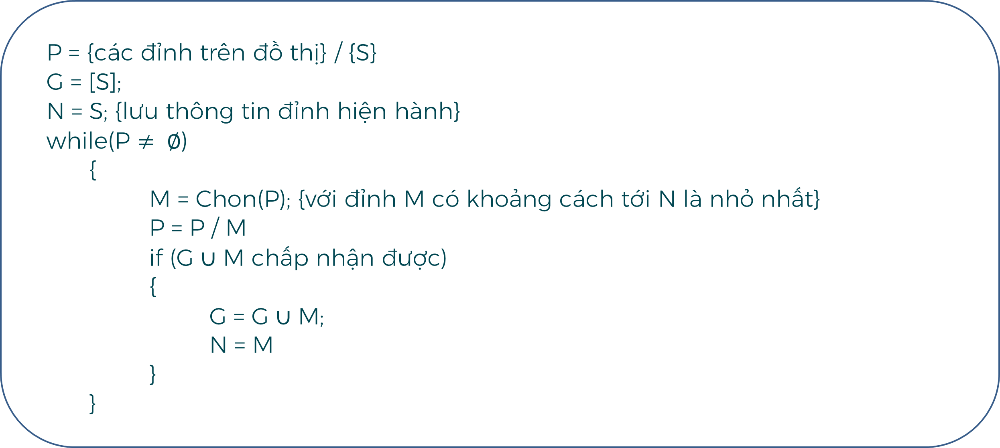 P = {các đỉnh trên đồ thị} / {S}
G = [S];
N = S; {lưu thông tin đỉnh hiện hành}
while(P ≠ ∅)
{
M = Chon(P); {với đỉnh M có khoảng cách tới N là nhỏ nhất}
P = P / M
if (G ∪ M chấp nhận được)
{
G = G ∪ M;
N = M
}
}